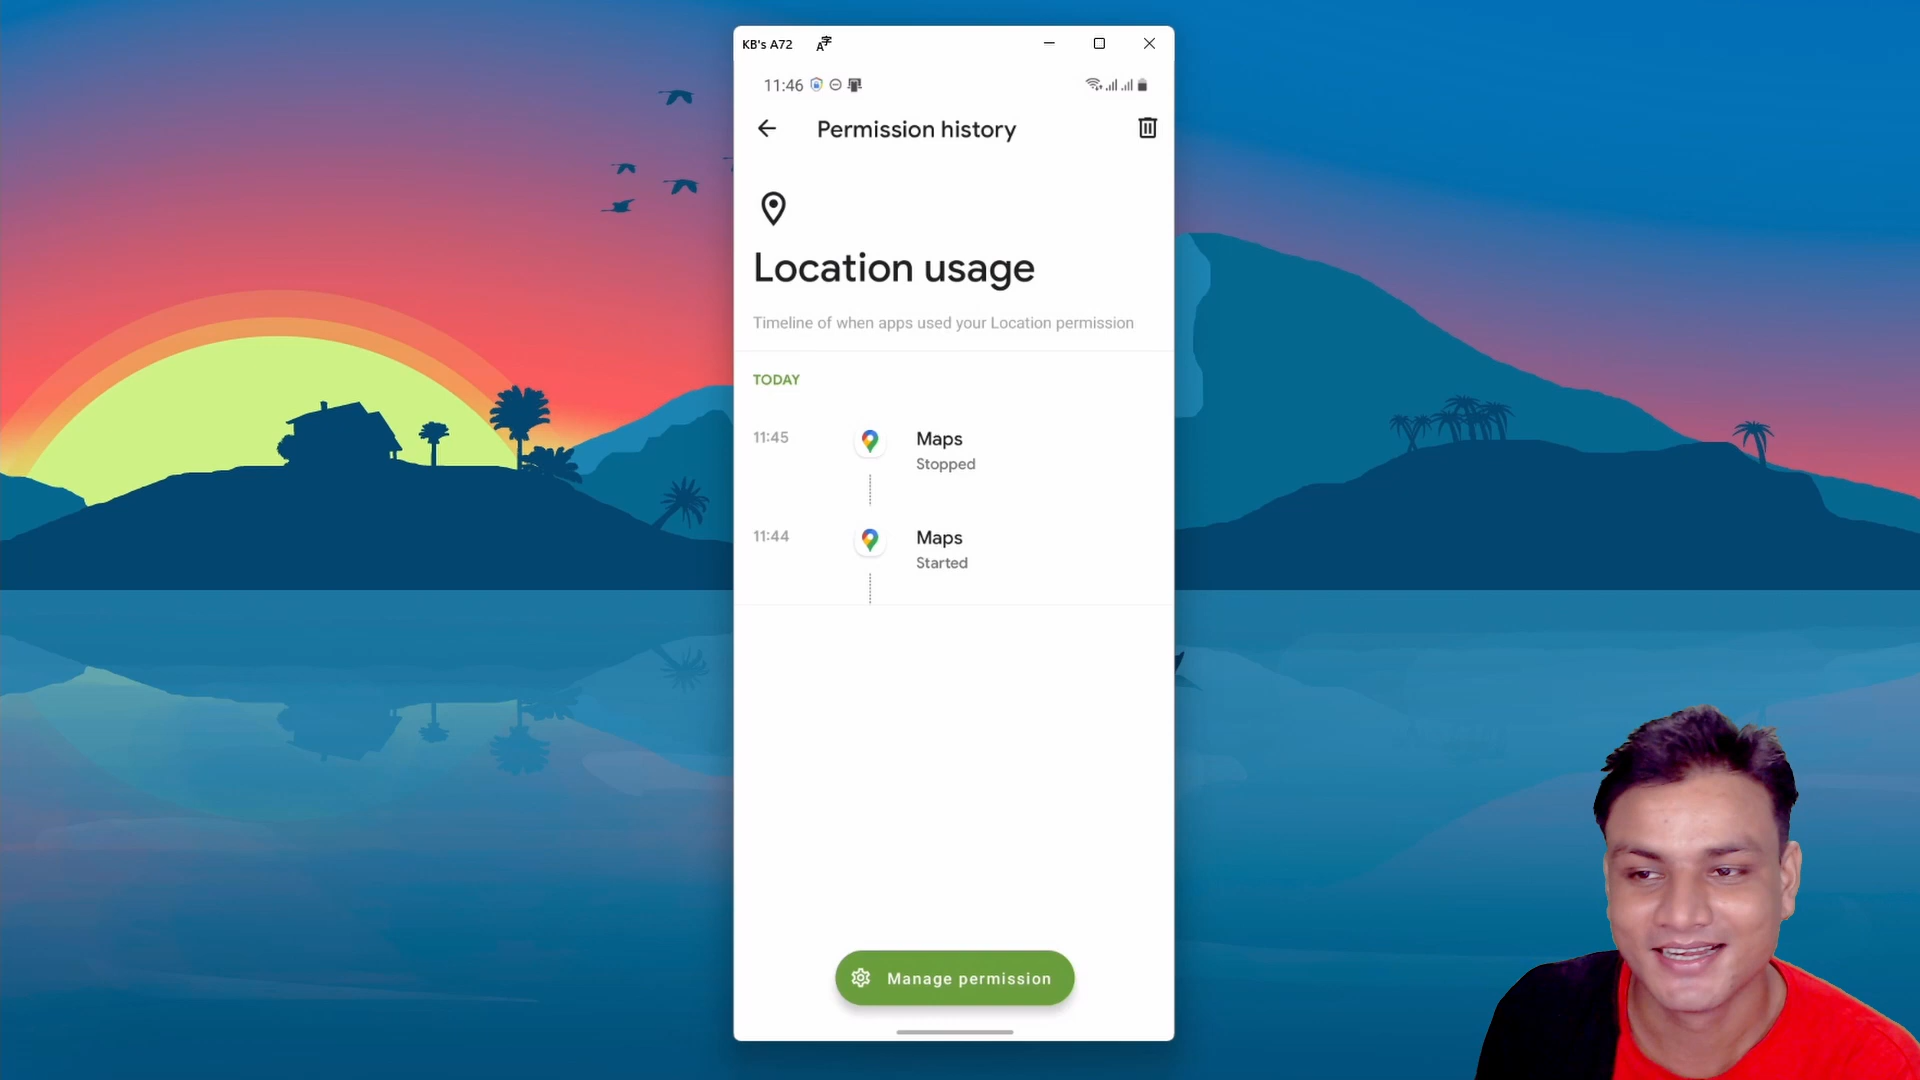 KB's A72
11:46
Permission history
Location usage
Timeline of when apps used your Location permission
TODAY
11:45
Maps
Stopped
11:44
Maps
Started
Manage permission